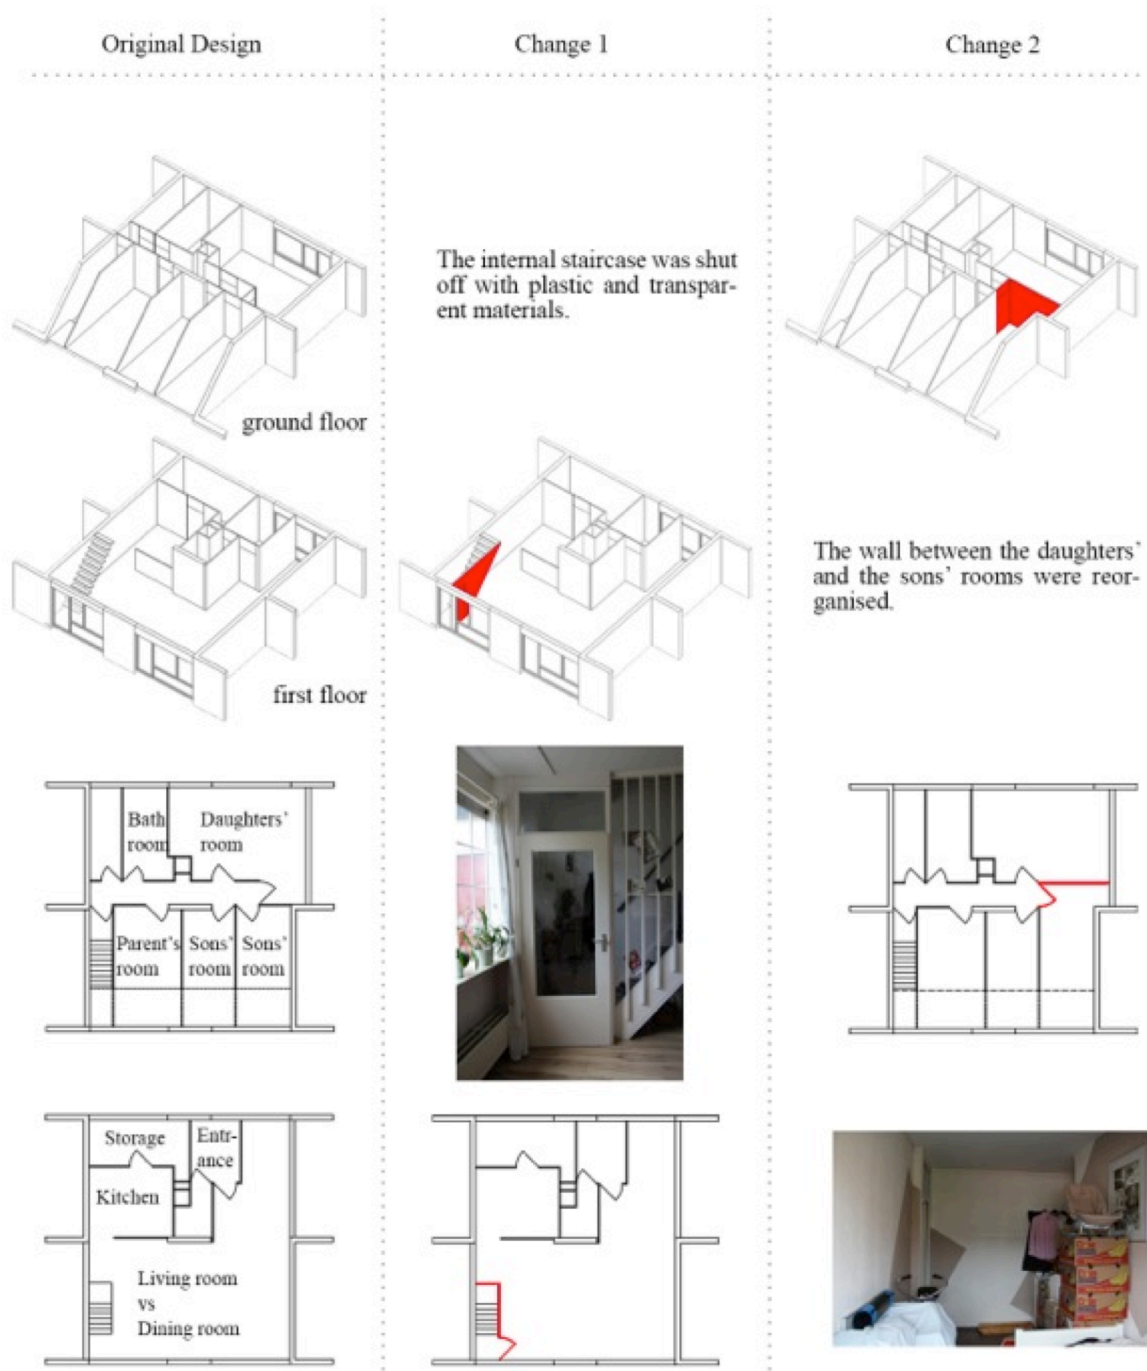 Original Design
Change 1
Change 2
The internal staircase was shut
off with plastic and transpar-
ent materials.
ground floor
The wall between the daughters'
and the sons' rooms were reor-
ganised.
first floor
Bath
room
Daughters'
room
Parent's
room
Sons'
room
Sons'
room
Storage
Entr-
ance
Kitchen
Living room
vs
Dining room